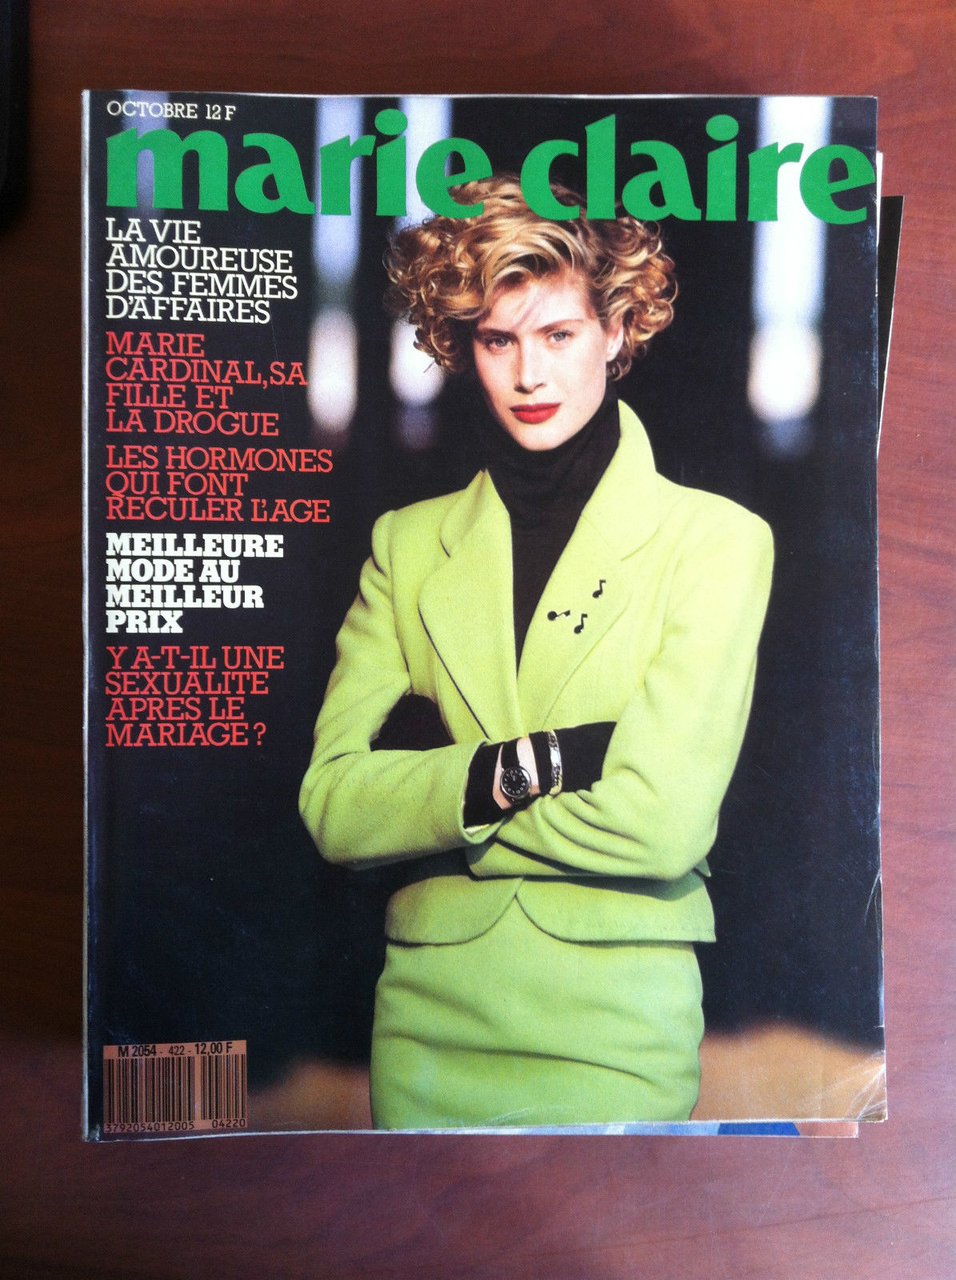 OCTOBRE 12 F
marie claire
LA VIE
AMOUREUSE
DES FEMMES
D'AFFAIRES
MARIE
CARDINAL, SA
FILLE ET
LA DROGUE
LES HORMONES
QUI FONT
RECULER L'AGE
MEILLEURE
MODE AU
MEILLEUR
PRIX
Y A-T-IL UNE
SEXUALITE
APRES LE
MARIAGE ?
M 2054 - 422 - 12,00 F
3792054012005 04220